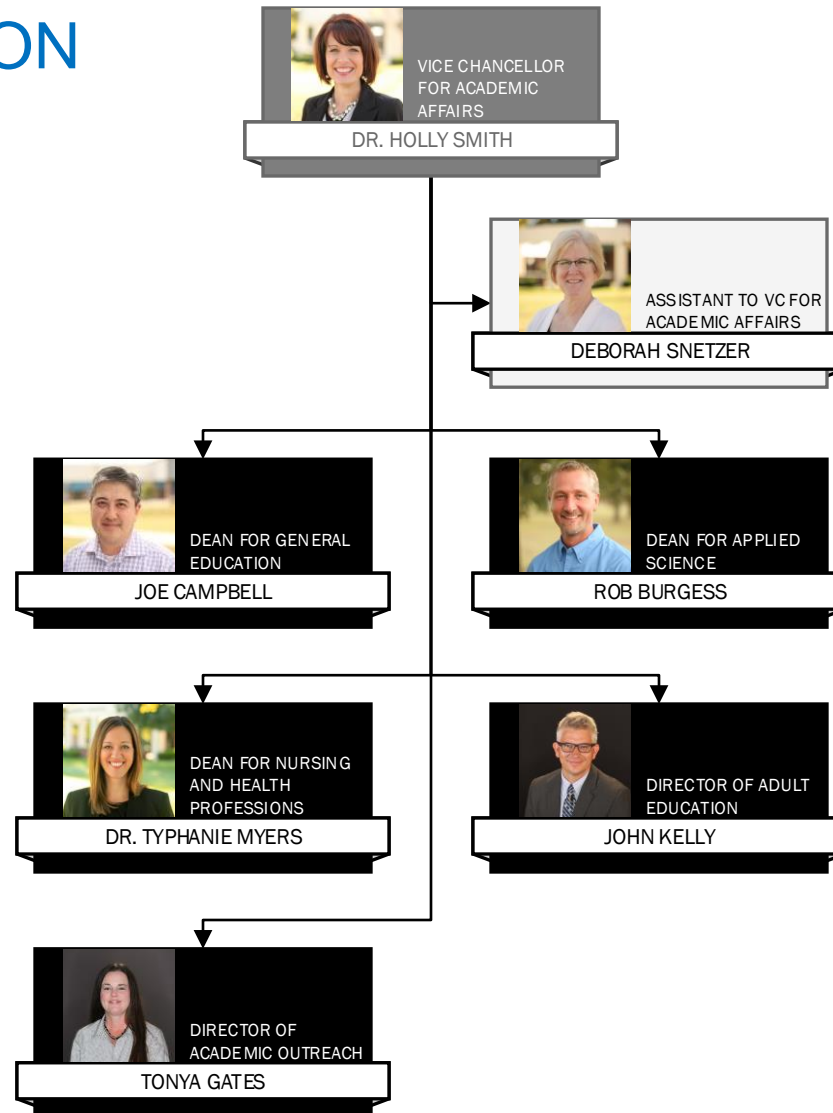 ON
VICE CHANCELLOR
FOR ACADEMIC
AFFAIRS
DR. HOLLY SMITH
ASSISTANT TO VC FOR
ACADEMIC AFFAIRS
DEBORAH SNETZER
DEAN FOR GENERAL
EDUCATION
JOE CAMPBELL
DEAN FOR APPLIED
SCIENCE
ROB BURGESS
DEAN FOR NURSING
AND HEALTH
PROFESSIONS
DR. TYPHANIE MYERS
DIRECTOR OF ADULT
EDUCATION
JOHN KELLY
DIRECTOR OF
ACADEMIC OUTREACH
TONYA GATES